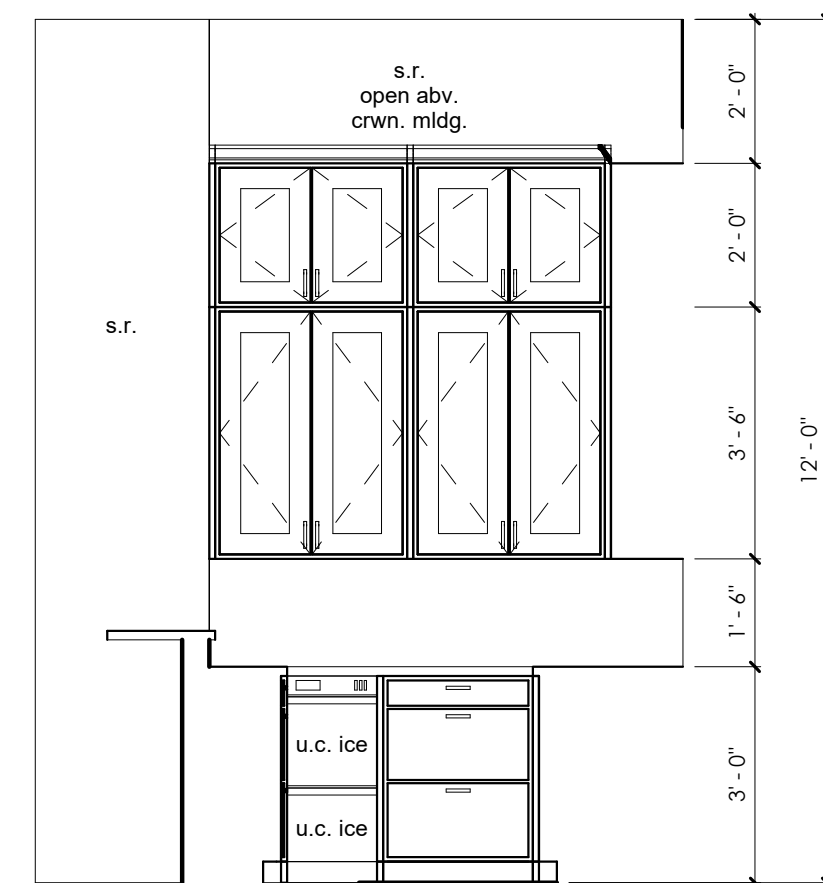 s.r.
open abv.
crwn. mldg.
2' - 0"
2' - 0"
s.r.
3' - 6"
12' - 0"
1' - 6"
u.c. ice
3' - 0"
u.c. ice